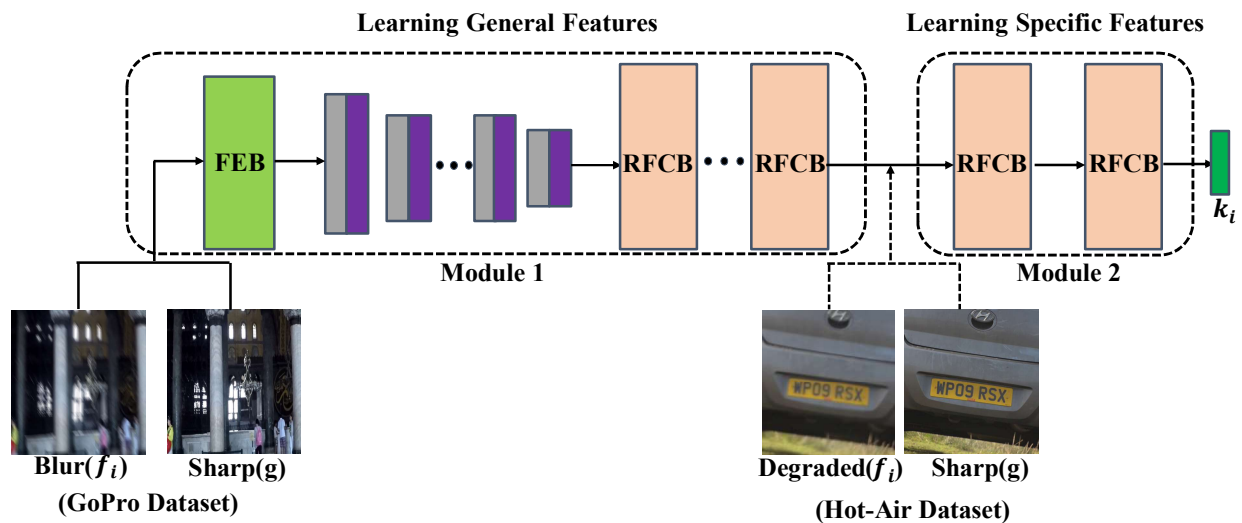 Learning General Features
Learning Specific Features
FEB
RFCB
RFCB
RFCB
RFCB
k_i
Module 1
Module 2
WP09 RSX
WP09 RSX
Blur(f_i)
Sharp(g)
(GoPro Dataset)
Degraded(f_i)
Sharp(g)
(Hot-Air Dataset)